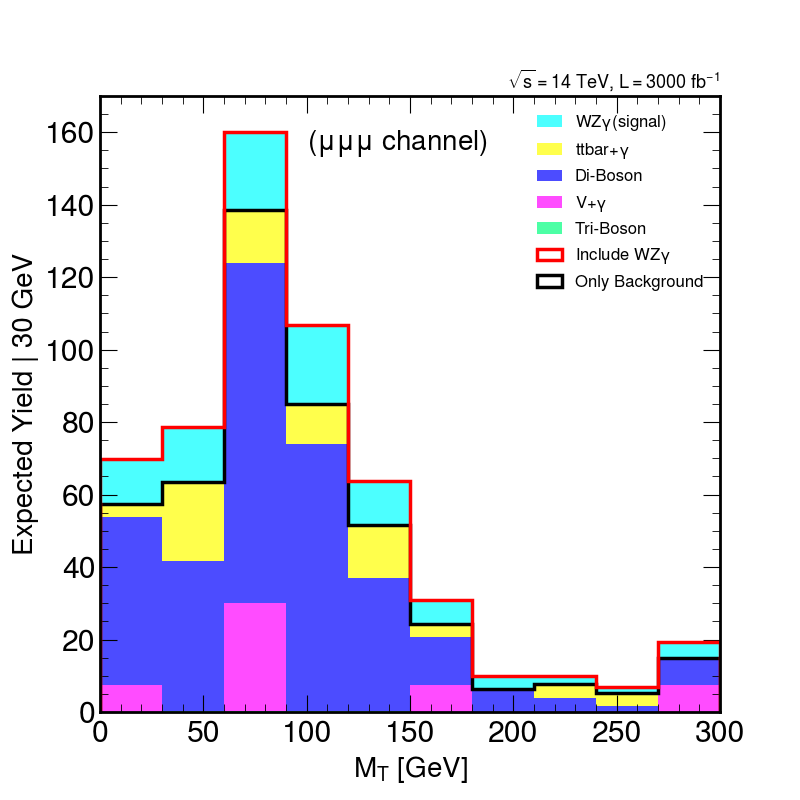 √s = 14 TeV, L = 3000 fb⁻¹
(μμμ channel)
WZγ(signal)
ttbar+γ
Di-Boson
V+γ
Tri-Boson
Include WZγ
Only Background
Expected Yield | 30 GeV
160
140
120
100
80
60
40
20
0
0 50 100 150 200 250 300
M_T [GeV]